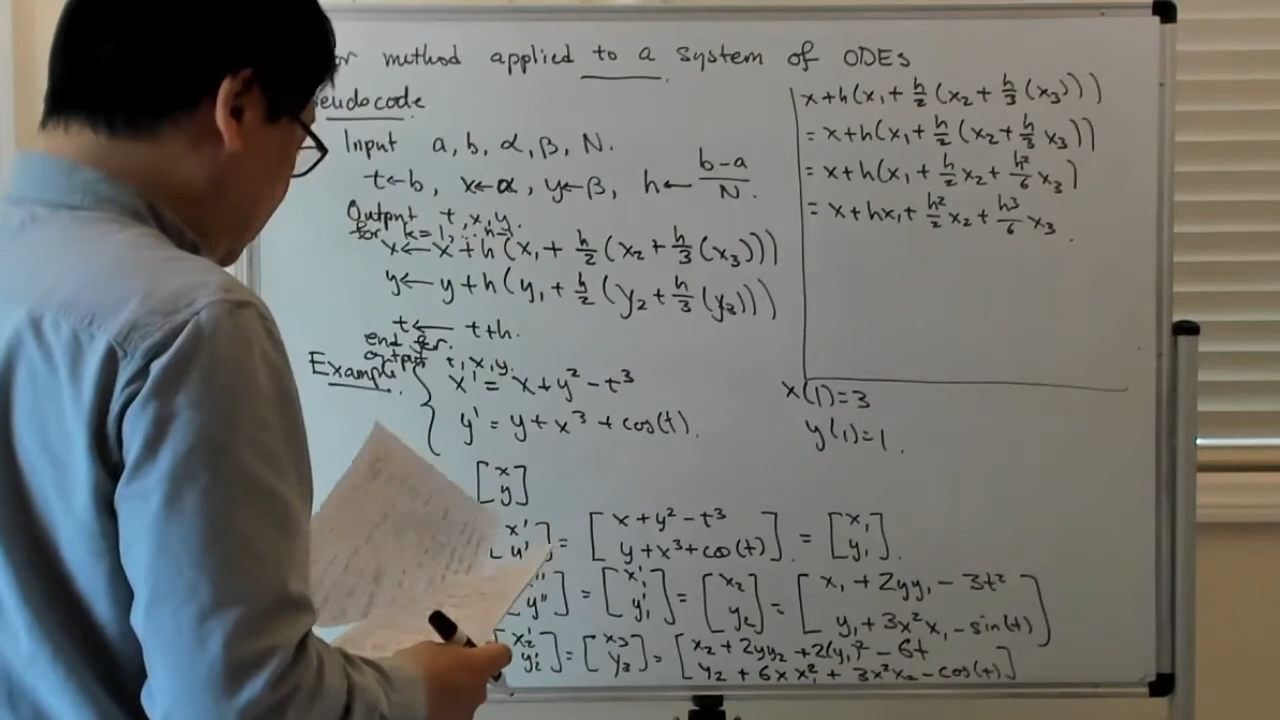 method applied to a system of ODEs
Input a, b, α, β, N.
t←b, x←α, y←β, h← (b-a)/N.
Output t, x, y.
for k=1,
x← x+h(x₁+ h/2 (x₂+ h/3 (x₃)))
y← y+h(y₁+ h/2 (y₂+ h/3 (y₃)))
t← t+h.
end for.
output t, x, y.
Example.
x' = x+y²-t³
y' = y+x³+cos(t).
[x y]
x' = [x+y²-t³ y+x³+cos(t)] = [x₁ y₁].
y'' = [x₁' y₁'] = [x₂ y₂] = [x₁+2yy₁-3t² y₁+3x²x₁-sin(t)]
[x₂' y₂'] = [x₃ y₃] = [x₂+2yy₂+2(y₁)²-6t y₂+6xx₁²+3x²x₂-cos(t)]
x+h(x₁+ h/2 (x₂+ h/3 (x₃)))
= x+h(x₁+ h/2 (x₂+ h/3 x₃))
= x+h(x₁+ h/2 x₂+ h²/6 x₃)
= x+hx₁+ h²/2 x₂+ h³/6 x₃.
x(1)=3
y(1)=1.